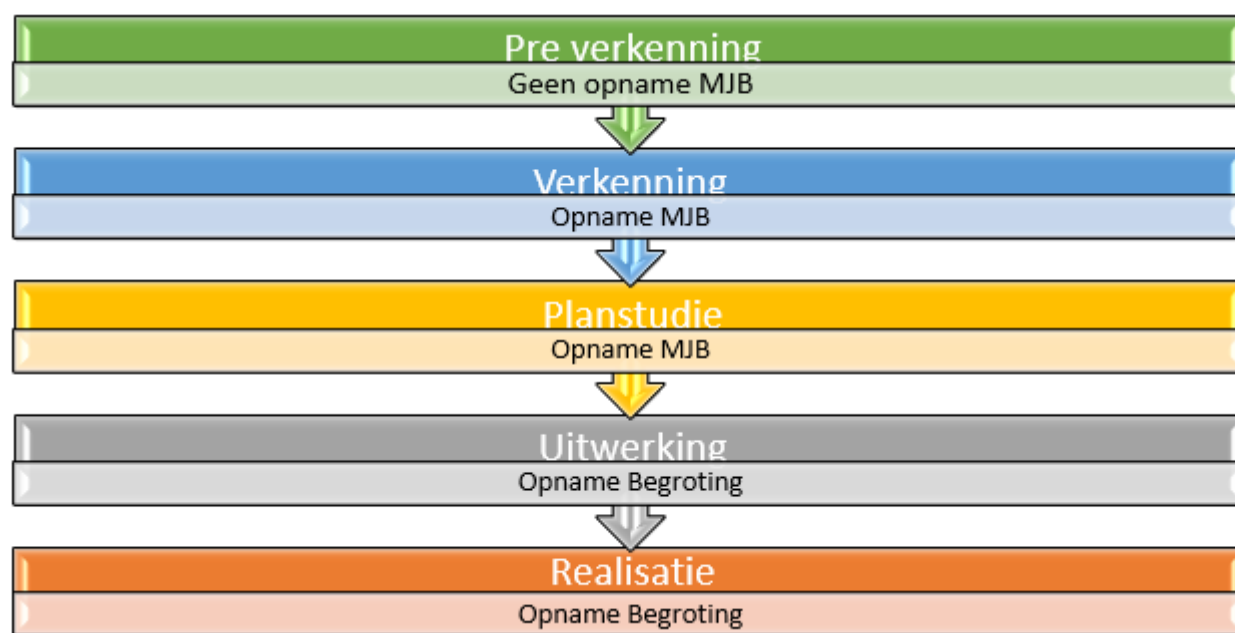 Pre verkenning
Geen opname MJB
Verkenning
Opname MJB
Planstudie
Opname MJB
Uitwerking
Opname Begroting
Realisatie
Opname Begroting